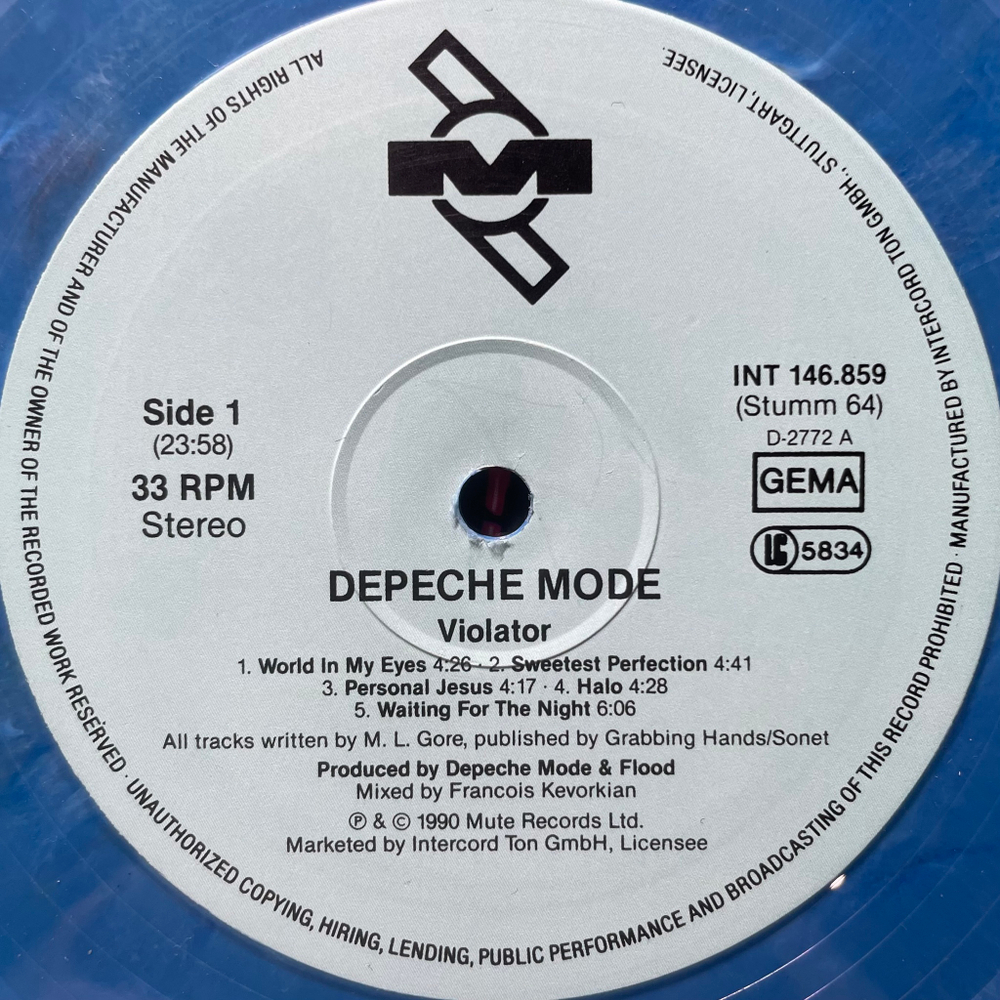 M
Side 1
(23:58)
33 RPM
Stereo
INT 146.859
(Stumm 64)
D-2772 A
GEMA
LC 5834
DEPECHE MODE
Violator
1. World In My Eyes 4:26 · 2. Sweetest Perfection 4:41
3. Personal Jesus 4:17 · 4. Halo 4:28
5. Waiting For The Night 6:06
All tracks written by M. L. Gore, published by Grabbing Hands/Sonet
Produced by Depeche Mode & Flood
Mixed by Francois Kevorkian
℗ & © 1990 Mute Records Ltd.
Marketed by Intercord Ton GmbH, Licensee
ALL RIGHTS OF THE MANUFACTURER AND OF THE OWNER OF THE RECORDED WORK RESERVED · UNAUTHORIZED COPYING, HIRING, LENDING, PUBLIC PERFORMANCE AND BROADCASTING OF THIS RECORD PROHIBITED · MANUFACTURED BY INTERCORD TON GMBH., STUTTGART, LICENSEE.